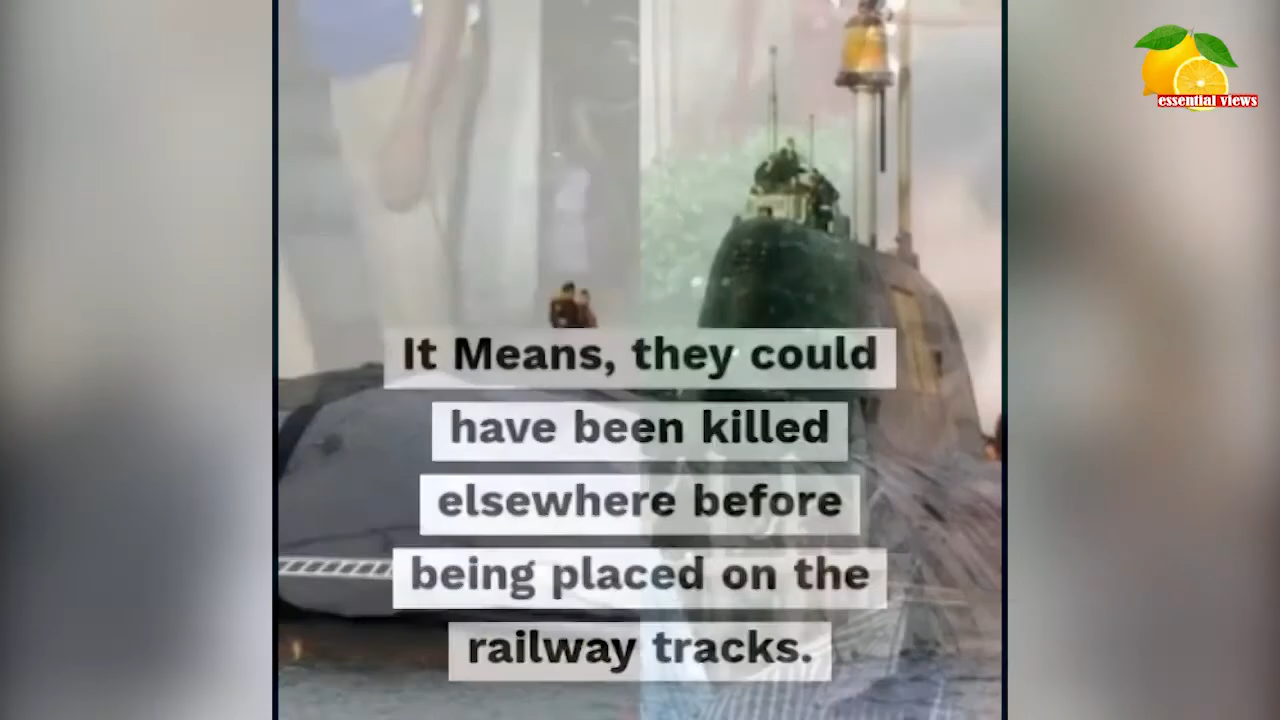 essential views
It Means, they could
have been killed
elsewhere before
being placed on the
railway tracks.